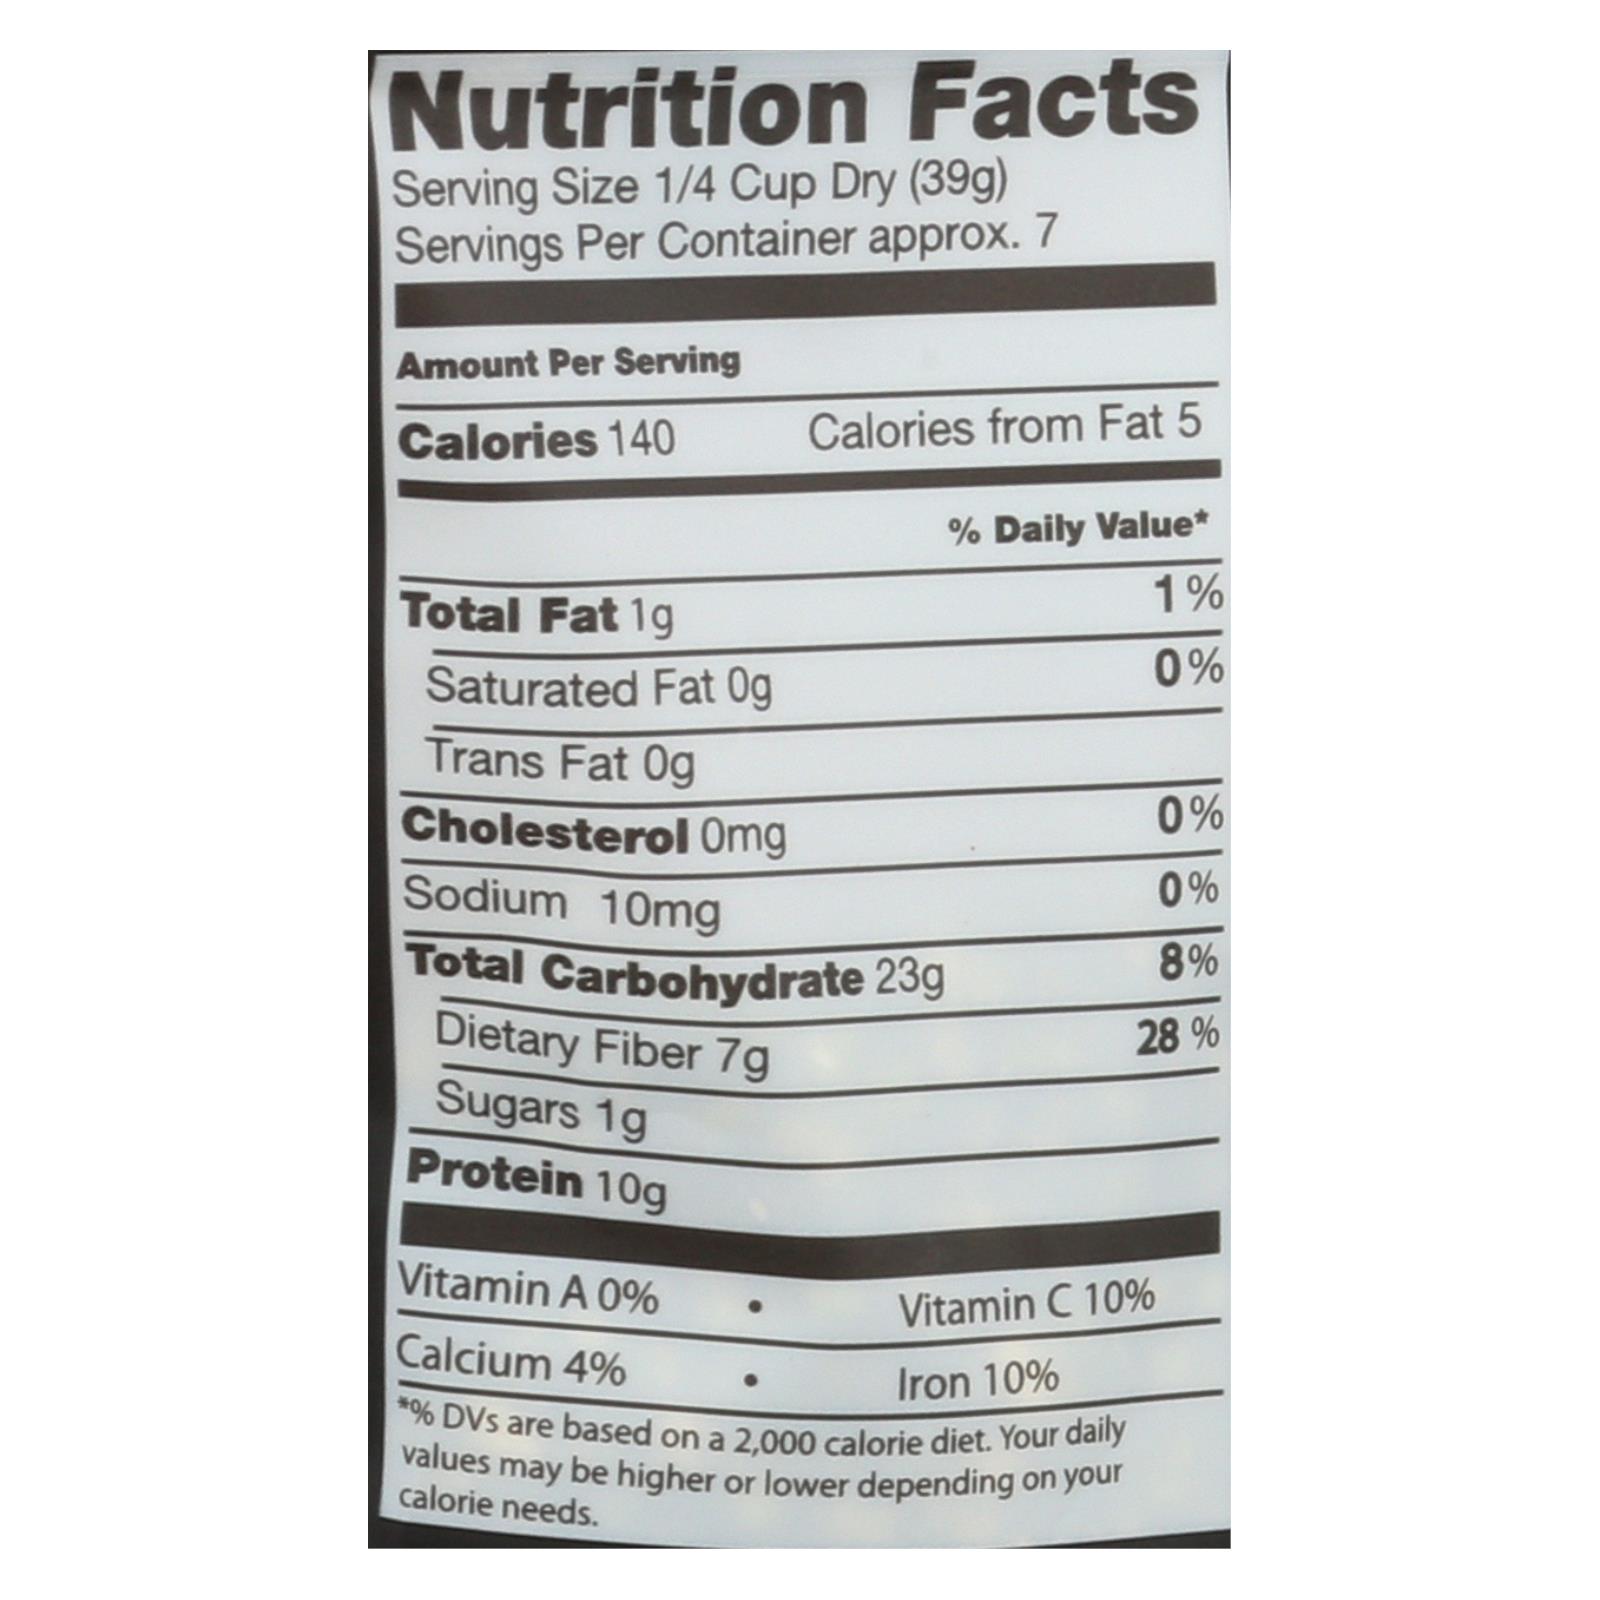 Nutrition Facts
Serving Size 1/4 Cup Dry (39g)
Servings Per Container approx. 7
Amount Per Serving
Calories 140 Calories from Fat 5
% Daily Value*
Total Fat 1g 1%
Saturated Fat 0g 0%
Trans Fat 0g
Cholesterol 0mg 0%
Sodium 10mg 0%
Total Carbohydrate 23g 8%
Dietary Fiber 7g 28 %
Sugars 1g
Protein 10g
Vitamin A 0% • Vitamin C 10%
Calcium 4% • Iron 10%
*% DVs are based on a 2,000 calorie diet. Your daily
values may be higher or lower depending on your
calorie needs.